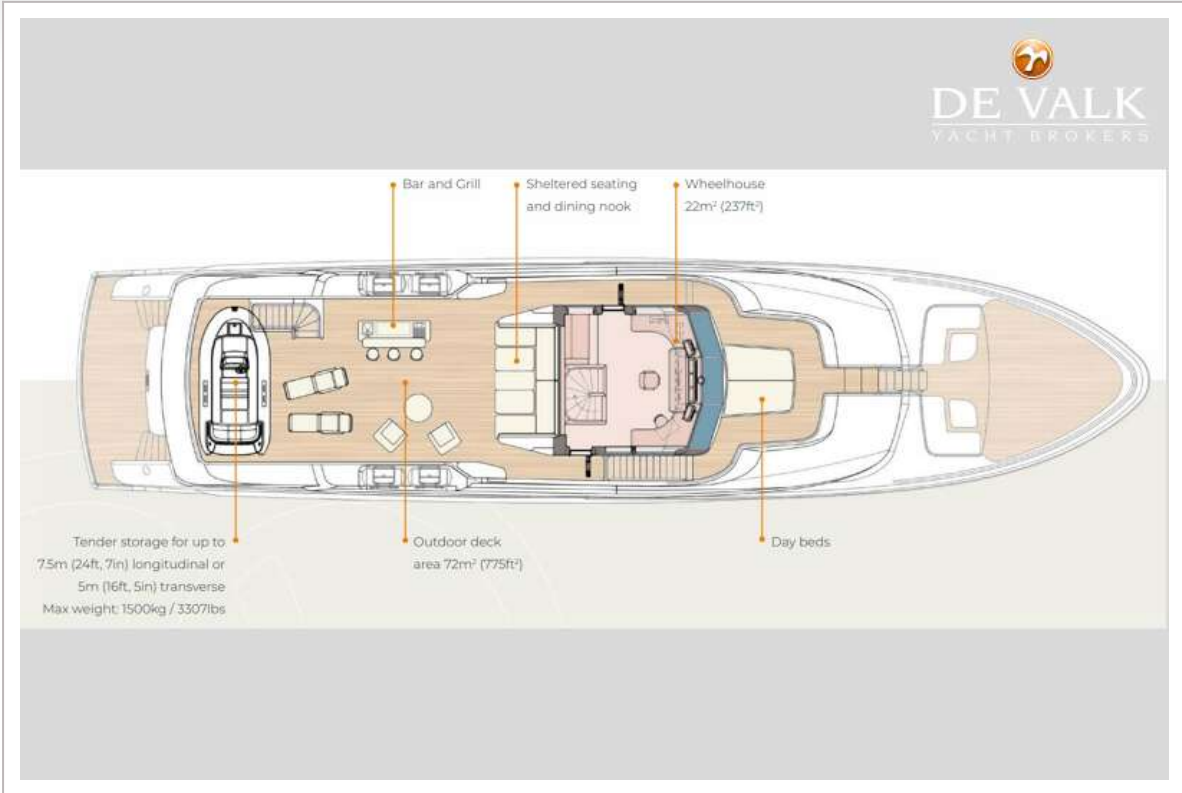 DE VALK
YACHT BROKERS
Bar and Grill
Sheltered seating
and dining nook
Wheelhouse
22m² (237ft²)
Tender storage for up to
7.5m (24ft, 7in) longitudinal or
5m (16ft, 5in) transverse
Max weight: 1500kg / 3307lbs
Outdoor deck
area 72m² (775ft²)
Day beds